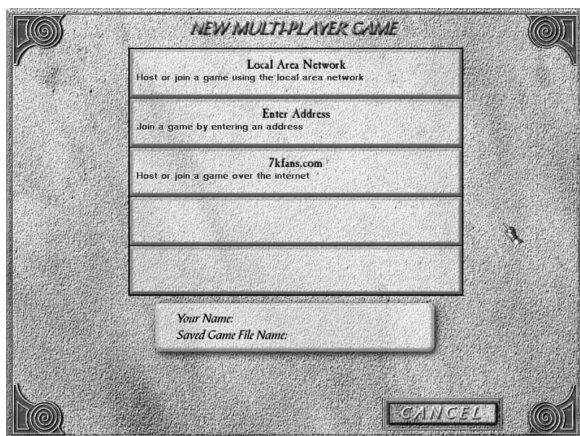 NEW MULTI-PLAYER GAME
Local Area Network
Host or join a game using the local area network
Enter Address
Join a game by entering an address
7kfans.com
Host or join a game over the internet
Your Name:
Saved Game File Name:
CANCEL